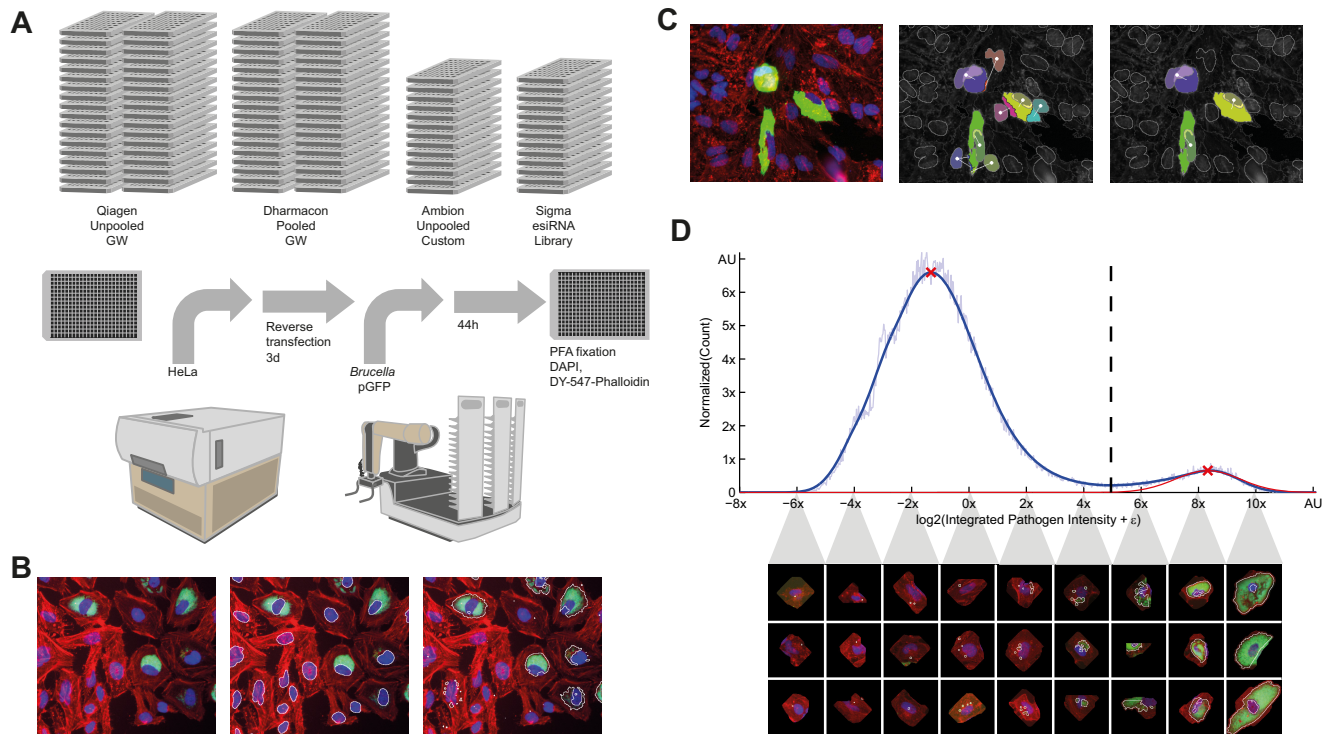 A
Qiagen
Unpooled
GW
Dharmacon
Pooled
GW
Ambion
Unpooled
Custom
Sigma
esiRNA
Library
HeLa
Reverse
transfection
3d
Brucella
pGFP
44h
PFA fixation
DAPI,
DY-547-Phalloidin
B
C
D
Normalized(Count)
AU
6x
5x
4x
3x
2x
1x
0
−8x −6x −4x −2x 0x −2x 4x 6x 8x 10x AU
log2(Integrated Pathogen Intensity + ε)